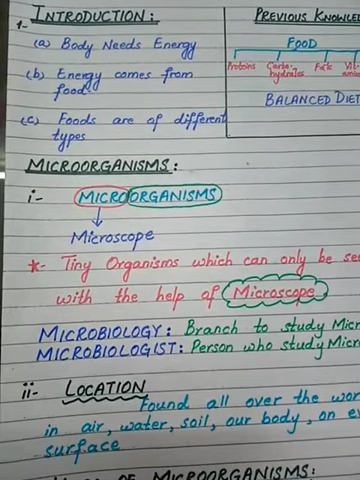 1- INTRODUCTION:
(a) Body Needs Energy
(b) Energy comes from
food
(c) Foods are of different
types
PREVIOUS
FOOD
Proteins Carbo-
hydrates Fats
BALANCED DIET
MICROORGANISMS:
i- MICROORGANISMS
Microscope
*- Tiny Organisms which can only be
with the help of Microscope
MICROBIOLOGY: Branch to study
MICROBIOLOGIST: Person who study
ii- LOCATION
Found all over the
in air, water, soil, our body, on
surface
OF MICROORGANISMS: